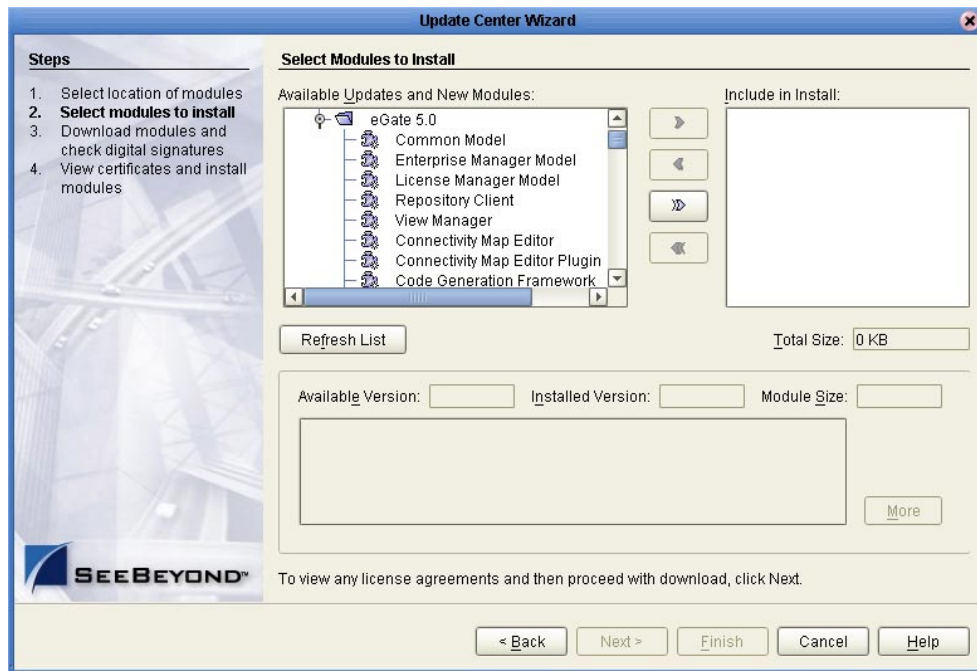 Update Center Wizard
Steps
1. Select location of modules
2. Select modules to install
3. Download modules and
check digital signatures
4. View certificates and install
modules
SEEBEYOND™
Select Modules to Install
Available Updates and New Modules:
eGate 5.0
Common Model
Enterprise Manager Model
License Manager Model
Repository Client
View Manager
Connectivity Map Editor
Connectivity Map Editor Plugin
Code Generation Framework
Include in Install:
Refresh List
Total Size: 0 KB
Available Version:
Installed Version:
Module Size:
More
To view any license agreements and then proceed with download, click Next.
< Back
Next >
Finish
Cancel
Help